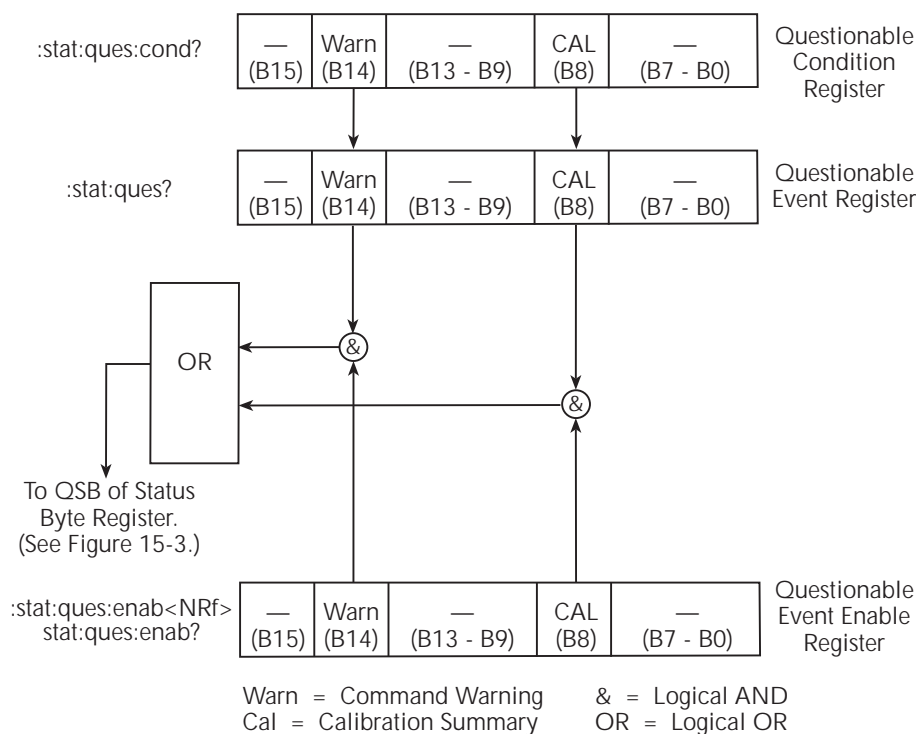 :stat:ques:cond?
—
(B15)
Warn
(B14)
—
(B13 - B9)
CAL
(B8)
—
(B7 - B0)
Questionable
Condition
Register
:stat:ques?
—
(B15)
Warn
(B14)
—
(B13 - B9)
CAL
(B8)
—
(B7 - B0)
Questionable
Event Register
OR
&
&
To QSB of Status
Byte Register.
(See Figure 15-3.)
:stat:ques:enab<NRf>
stat:ques:enab?
—
(B15)
Warn
(B14)
—
(B13 - B9)
CAL
(B8)
—
(B7 - B0)
Questionable
Event Enable
Register
Warn = Command Warning
Cal = Calibration Summary
& = Logical AND
OR = Logical OR